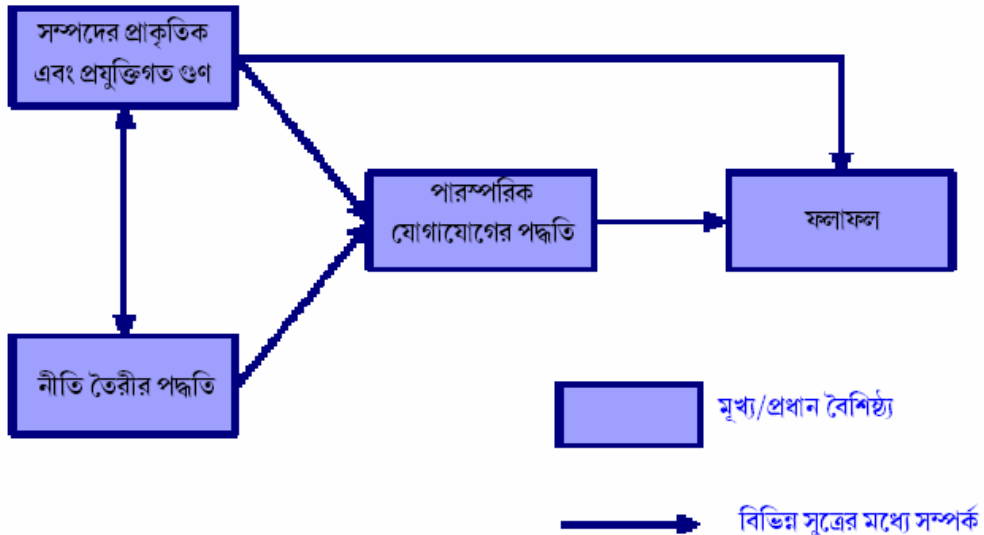 সম্পদের প্রাকৃতিক
এবং প্রযুক্তিগত গুণ
পারস্পরিক
যোগাযোগের পদ্ধতি
ফলাফল
নীতি তৈরীর পদ্ধতি
মূখ্য/প্রধান বৈশিষ্ঠ্য
বিভিন্ন সুত্রের মধ্যে সম্পর্ক